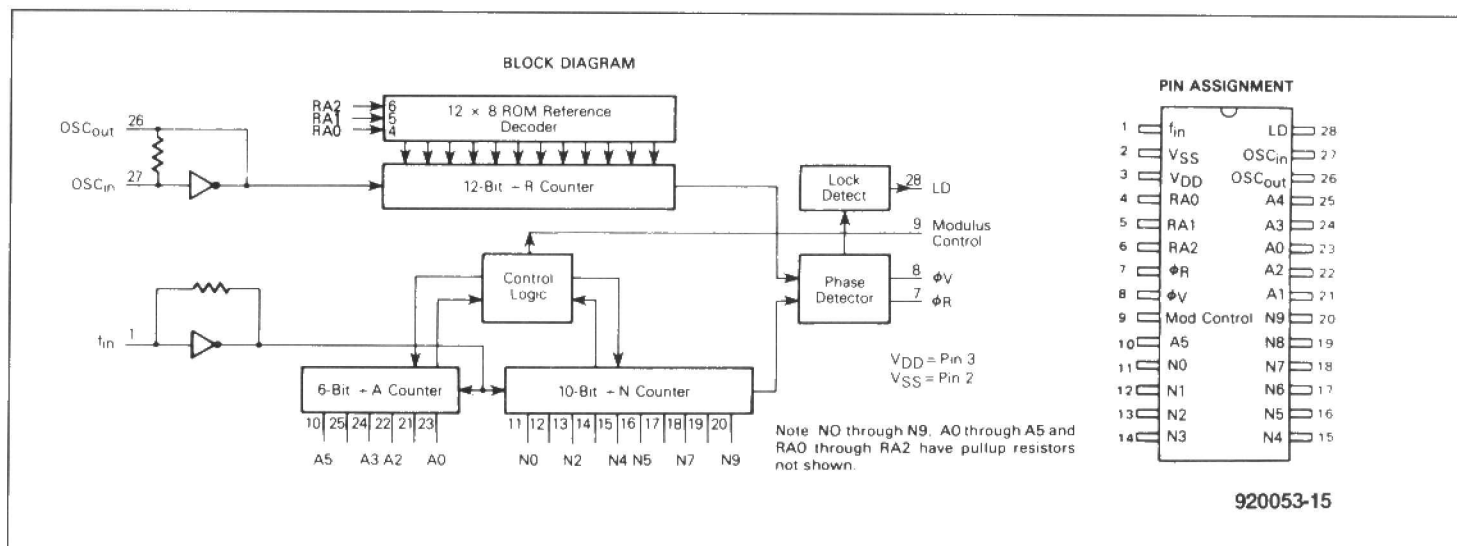 BLOCK DIAGRAM
RA2 6
RA1 5
RA0 4
12 × 8 ROM Reference
Decoder
OSCout 26
OSCin 27
12-Bit ÷ R Counter
Lock
Detect
28 LD
9 Modulus
Control
Control
Logic
Phase
Detector
8 ϕV
7 ϕR
fin 1
6-Bit ÷ A Counter
10-Bit ÷ N Counter
10 25 24 22 21 23
A5 A3 A2 A0
11 12 13 14 15 16 17 18 19 20
N0 N2 N4 N5 N7 N9
VDD = Pin 3
VSS = Pin 2
Note NO through N9, AO through A5 and
RAO through RA2 have pullup resistors
not shown.
PIN ASSIGNMENT
1 fin LD 28
2 VSS OSCin 27
3 VDD OSCout 26
4 RA0 A4 25
5 RA1 A3 24
6 RA2 A0 23
7 ϕR A2 22
8 ϕV A1 21
9 Mod Control N9 20
10 A5 N8 19
11 N0 N7 18
12 N1 N6 17
13 N2 N5 16
14 N3 N4 15
920053-15